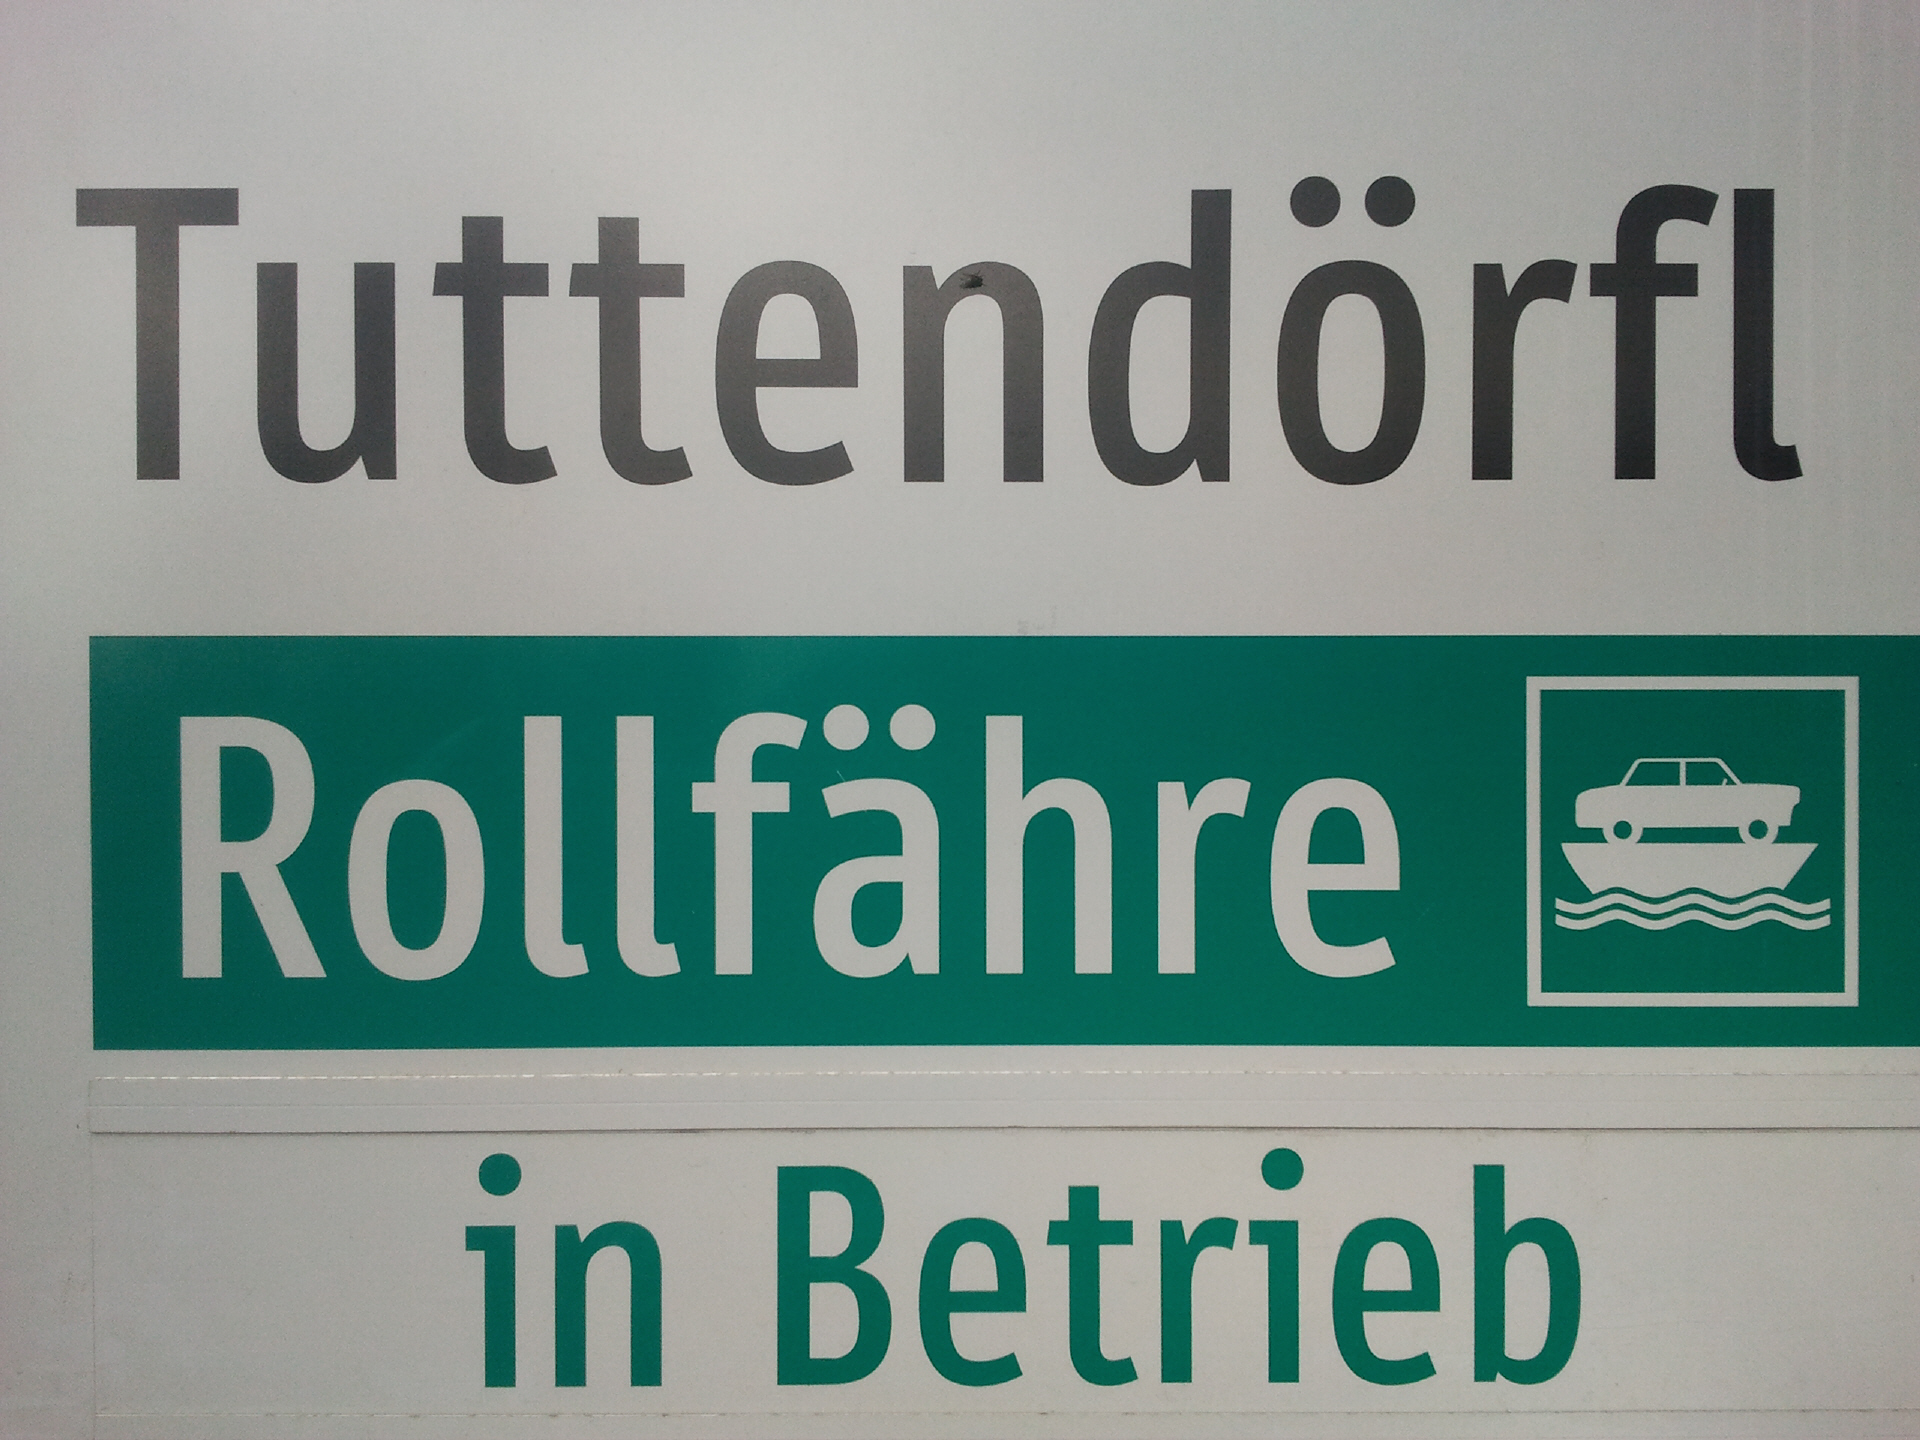 Tuttendörfl
Rollfähre
in Betrieb